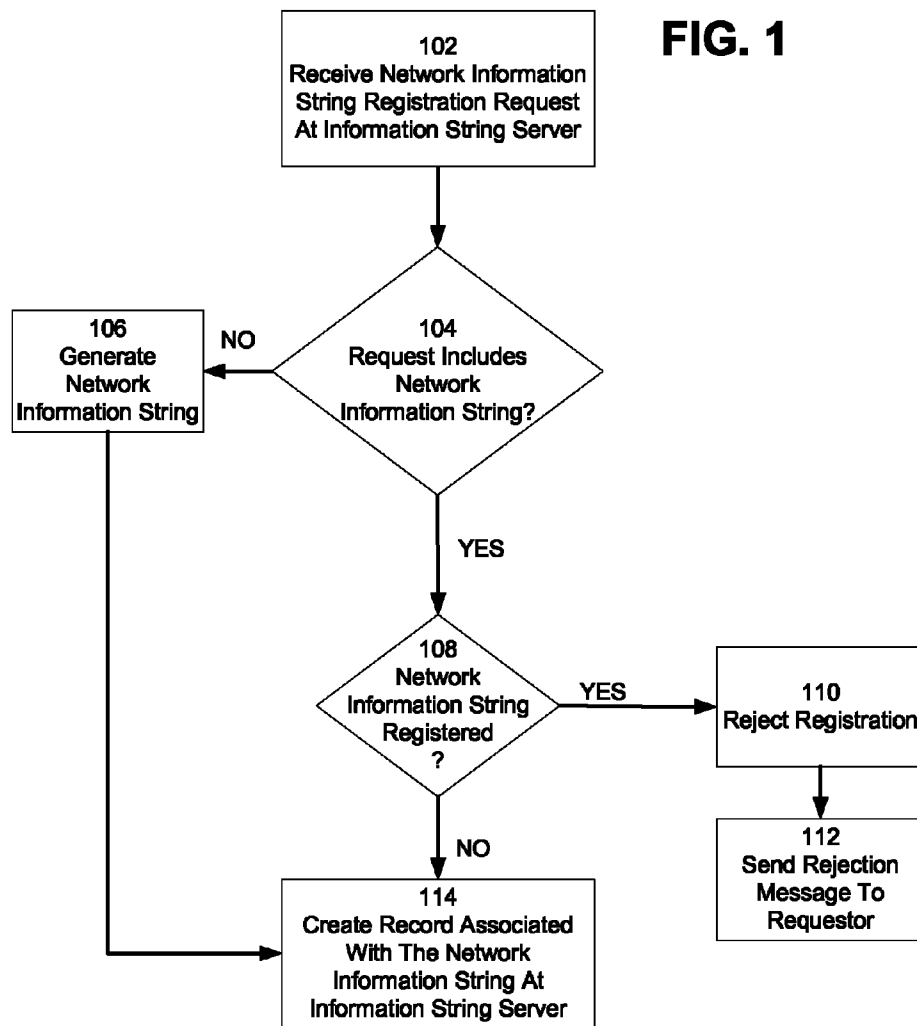 FIG. 1
102
Receive Network Information
String Registration Request
At Information String Server
104
Request Includes
Network
Information String?
NO
106
Generate
Network
Information String
YES
108
Network
Information String
Registered
?
YES
110
Reject Registration
112
Send Rejection
Message To
Requestor
NO
114
Create Record Associated
With The Network
Information String At
Information String Server